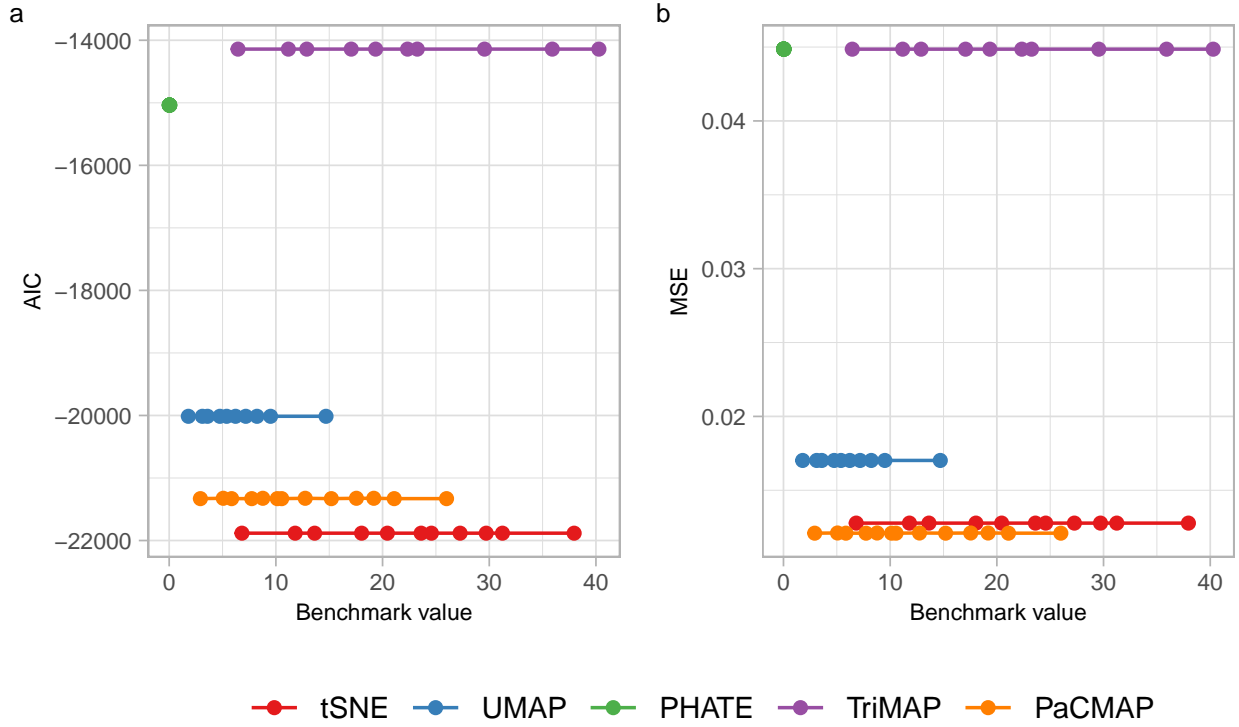 a
AIC
−14000
−16000
−18000
−20000
−22000
0 10 20 30 40
Benchmark value
b
MSE
0.04
0.03
0.02
0 10 20 30 40
Benchmark value
tSNE UMAP PHATE TriMAP PaCMAP